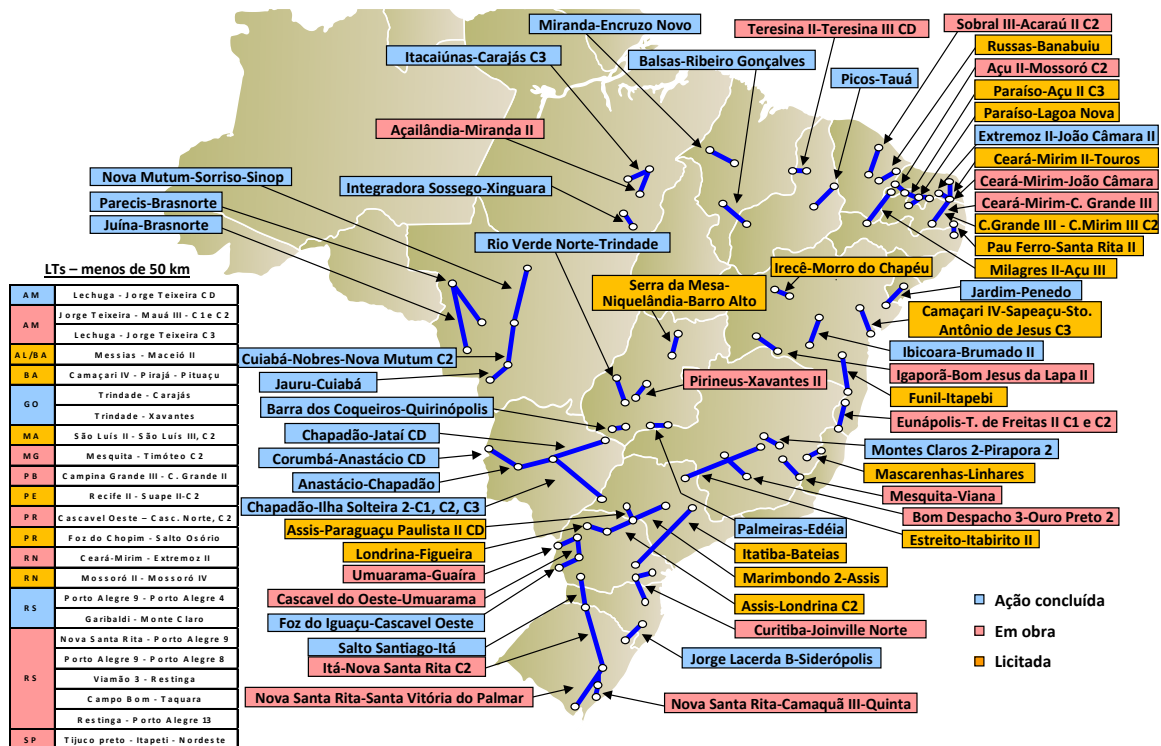 Miranda-Encruzo Novo
Teresina II-Teresina III CD
Sobral III-Acaraú II C2
Itacaiúnas-Carajás C3
Balsas-Ribeiro Gonçalves
Russas-Banabuiu
Açu II-Mossoró C2
Picos-Tauá
Paraíso-Açu II C3
Paraíso-Lagoa Nova
Açailândia-Miranda II
Extremoz II-João Câmara II
Ceará-Mirim II-Touros
Nova Mutum-Sorriso-Sinop
Ceará-Mirim-João Câmara
Integradora Sossego-Xinguara
Parecis-Brasnorte
Ceará-Mirim-C. Grande III
Juína-Brasnorte
C.Grande III - C.Mirim III C2
Rio Verde Norte-Trindade
Pau Ferro-Santa Rita II
Milagres II-Açu III
Irecê-Morro do Chapéu
Serra da Mesa-
Niquelândia-Barro Alto
Jardim-Penedo
Camaçari IV-Sapeaçu-Sto.
Antônio de Jesus C3
Cuiabá-Nobres-Nova Mutum C2
Ibicoara-Brumado II
Jauru-Cuiabá
Pirineus-Xavantes II
Igaporã-Bom Jesus da Lapa II
Funil-Itapebi
Barra dos Coqueiros-Quirinópolis
Eunápolis-T. de Freitas II C1 e C2
Chapadão-Jataí CD
Montes Claros 2-Pirapora 2
Corumbá-Anastácio CD
Mascarenhas-Linhares
Anastácio-Chapadão
Mesquita-Viana
Chapadão-Ilha Solteira 2-C1, C2, C3
Bom Despacho 3-Ouro Preto 2
Assis-Paraguaçu Paulista II CD
Palmeiras-Edéia
Estreito-Itabirito II
Londrina-Figueira
Itatiba-Bateias
Umuarama-Guaíra
Marimbondo 2-Assis
Cascavel do Oeste-Umuarama
Assis-Londrina C2
Foz do Iguaçu-Cascavel Oeste
Curitiba-Joinville Norte
Salto Santiago-Itá
Jorge Lacerda B-Siderópolis
Itá-Nova Santa Rita C2
Nova Santa Rita-Santa Vitória do Palmar
Nova Santa Rita-Camaquã III-Quinta
LTs – menos de 50 km
AM Lechuga - Jorge Teixeira CD
AM Jorge Teixeira - Mauá III - C1 e C2
Lechuga - Jorge Teixeira C3
AL/BA Messias - Maceió II
BA Camaçari IV - Pirajá - Pituaçu
GO Trindade - Carajás
Trindade - Xavantes
MA São Luís II - São Luís III, C2
MG Mesquita - Timóteo C2
PB Campina Grande III - C. Grande II
PE Recife II - Suape II-C2
PR Cascavel Oeste – Casc. Norte, C2
PR Foz do Chopim - Salto Osório
RN Ceará-Mirim - Extremoz II
RN Mossoró II - Mossoró IV
RS Porto Alegre 9 - Porto Alegre 4
Garibaldi - Monte Claro
RS Nova Santa Rita - Porto Alegre 9
Porto Alegre 9 - Porto Alegre 8
Viamão 3 - Restinga
Campo Bom - Taquara
Restinga - Porto Alegre 13
SP Tijuco preto - Itapeti - Nordeste
Ação concluída
Em obra
Licitada